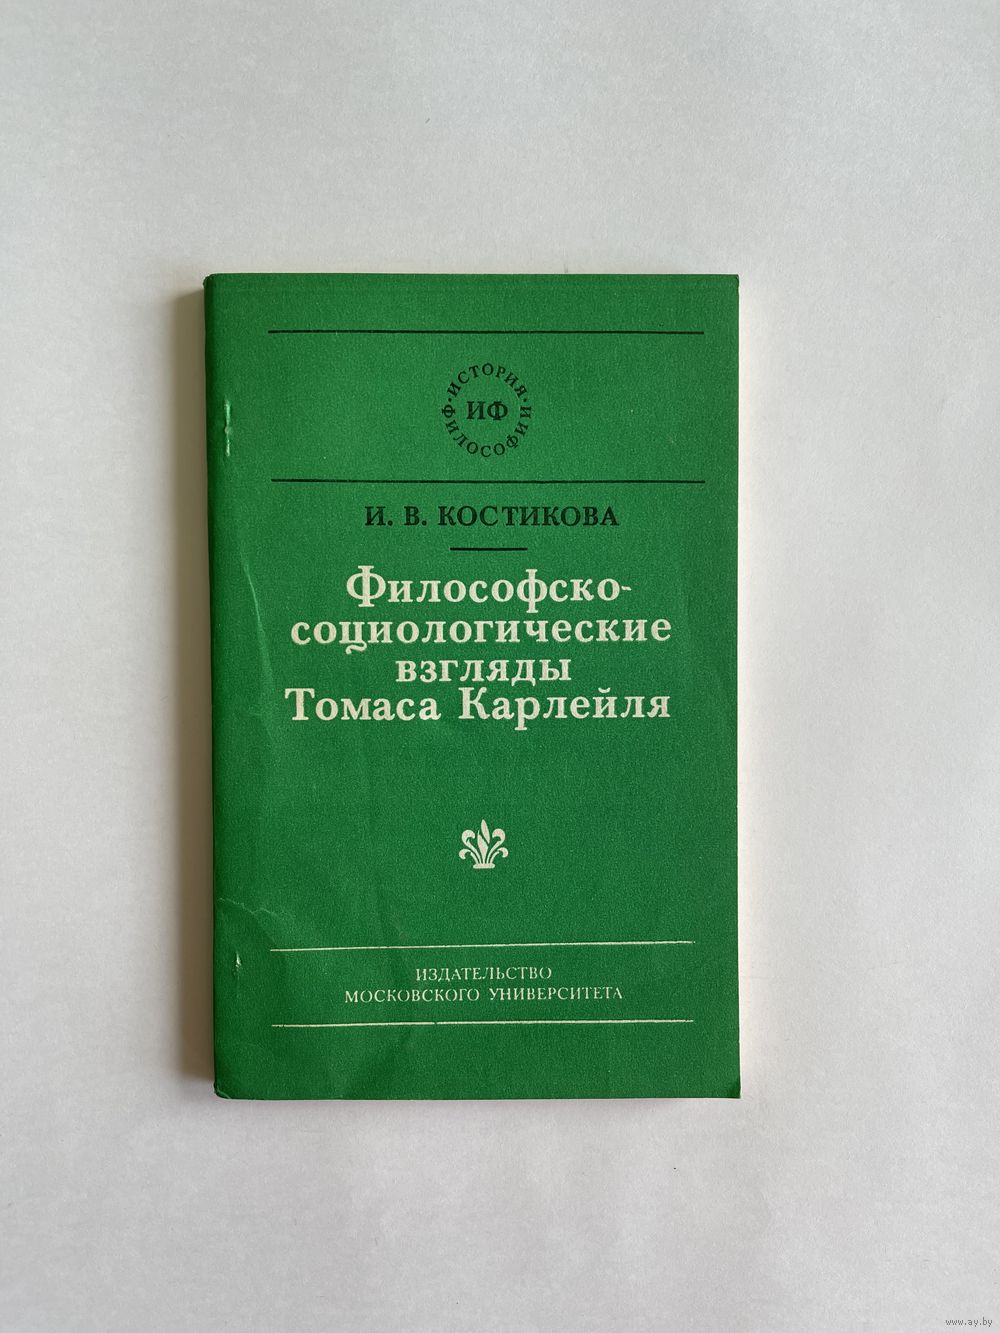 ИСТОРИЯ
ИФ
ФИЛОСОФИИ
И. В. КОСТИКОВА
Философско-
социологические
взгляды
Томаса Карлейля
ИЗДАТЕЛЬСТВО
МОСКОВСКОГО УНИВЕРСИТЕТА
www.ay.by